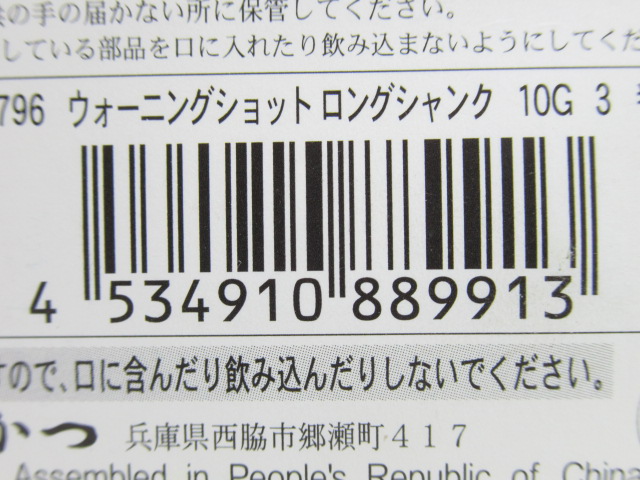 の手の届かない所に保管してください。
している部品を口に入れたり飲み込まないようにしてくだ
796 ウォーニングショット ロングシャンク 10G 3
4 534910 889913
ので、口に含んだり飲み込んだりしないでください。
かつ 兵庫県西脇市郷瀬町417
Assembled in People's Republic of China